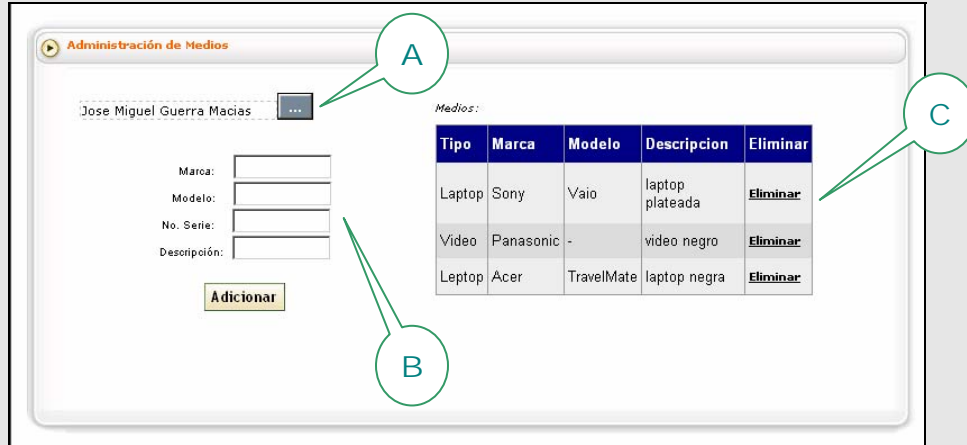 Administración de Medios
A
Jose Miguel Guerra Macias ...
Medios:
C
Tipo Marca Modelo Descripcion Eliminar
Laptop Sony Vaio laptop plateada Eliminar
Video Panasonic - video negro Eliminar
Leptop Acer TravelMate laptop negra Eliminar
Marca:
Modelo:
No. Serie:
Descripción:
Adicionar
B